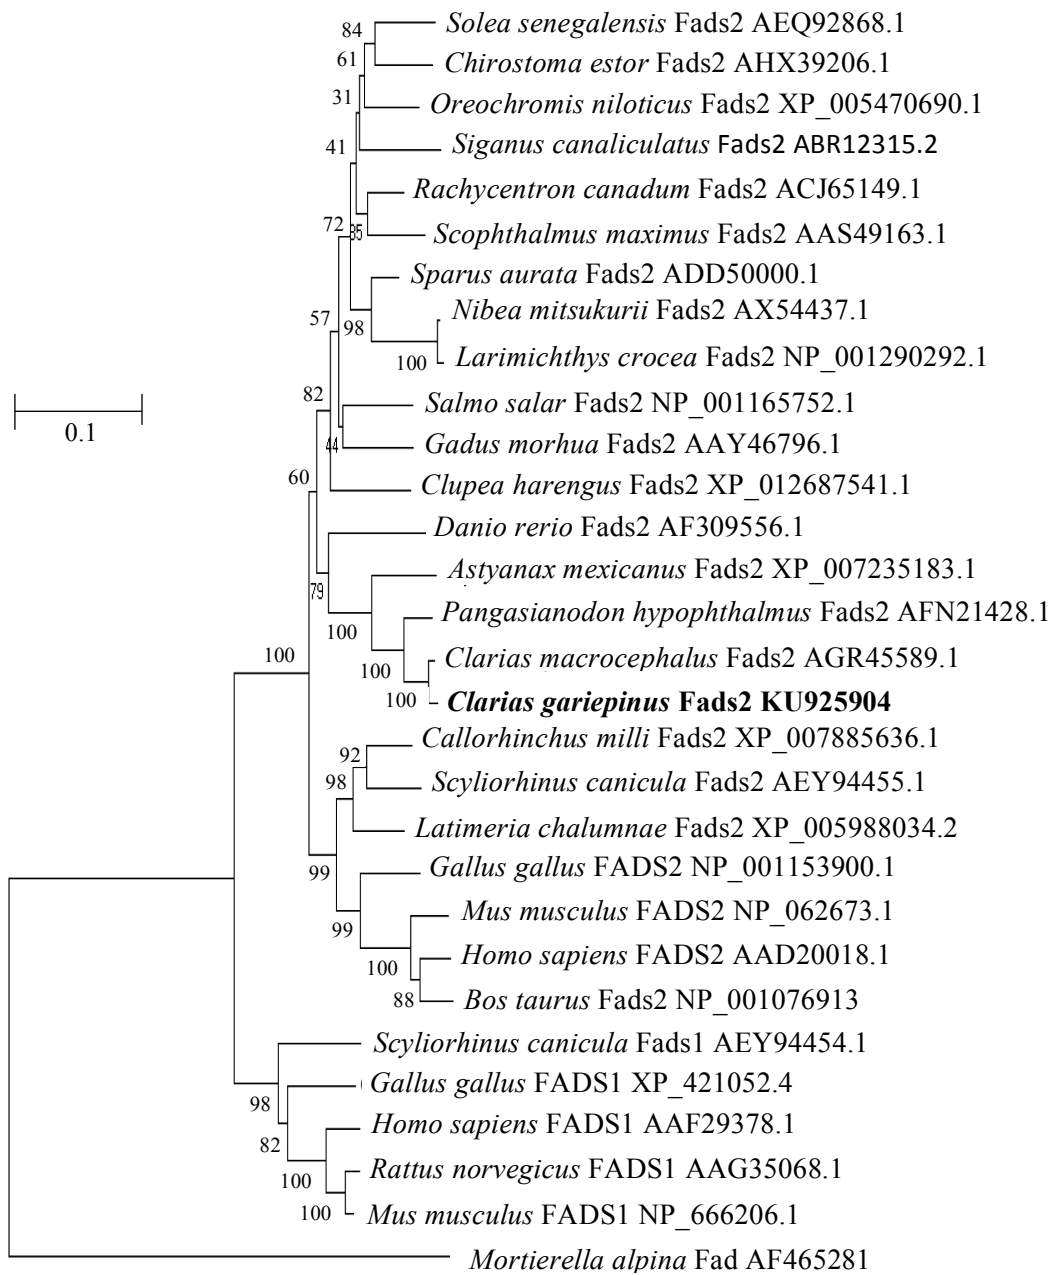 84
Solea senegalensis Fads2 AEQ92868.1
61
Chirostoma estor Fads2 AHX39206.1
31
Oreochromis niloticus Fads2 XP_005470690.1
41
Siganus canaliculatus Fads2 ABR12315.2
Rachycentron canadum Fads2 ACJ65149.1
72
Scophthalmus maximus Fads2 AAS49163.1
Sparus aurata Fads2 ADD50000.1
57
98
Nibea mitsukurii Fads2 AX54437.1
100
Larimichthys crocea Fads2 NP_001290292.1
82
Salmo salar Fads2 NP_001165752.1
0.1
44
Gadus morhua Fads2 AAY46796.1
60
Clupea harengus Fads2 XP_012687541.1
Danio rerio Fads2 AF309556.1
79
Astyanax mexicanus Fads2 XP_007235183.1
100
Pangasianodon hypophthalmus Fads2 AFN21428.1
100
100
Clarias macrocephalus Fads2 AGR45589.1
100
Clarias gariepinus Fads2 KU925904
92
Callorhinchus milli Fads2 XP_007885636.1
98
Scyliorhinus canicula Fads2 AEY94455.1
Latimeria chalumnae Fads2 XP_005988034.2
99
Gallus gallus FADS2 NP_001153900.1
99
Mus musculus FADS2 NP_062673.1
100
Homo sapiens FADS2 AAD20018.1
88
Bos taurus Fads2 NP_001076913
Scyliorhinus canicula Fads1 AEY94454.1
98
Gallus gallus FADS1 XP_421052.4
82
Homo sapiens FADS1 AAF29378.1
100
Rattus norvegicus FADS1 AAG35068.1
100
Mus musculus FADS1 NP_666206.1
Mortierella alpina Fad AF465281